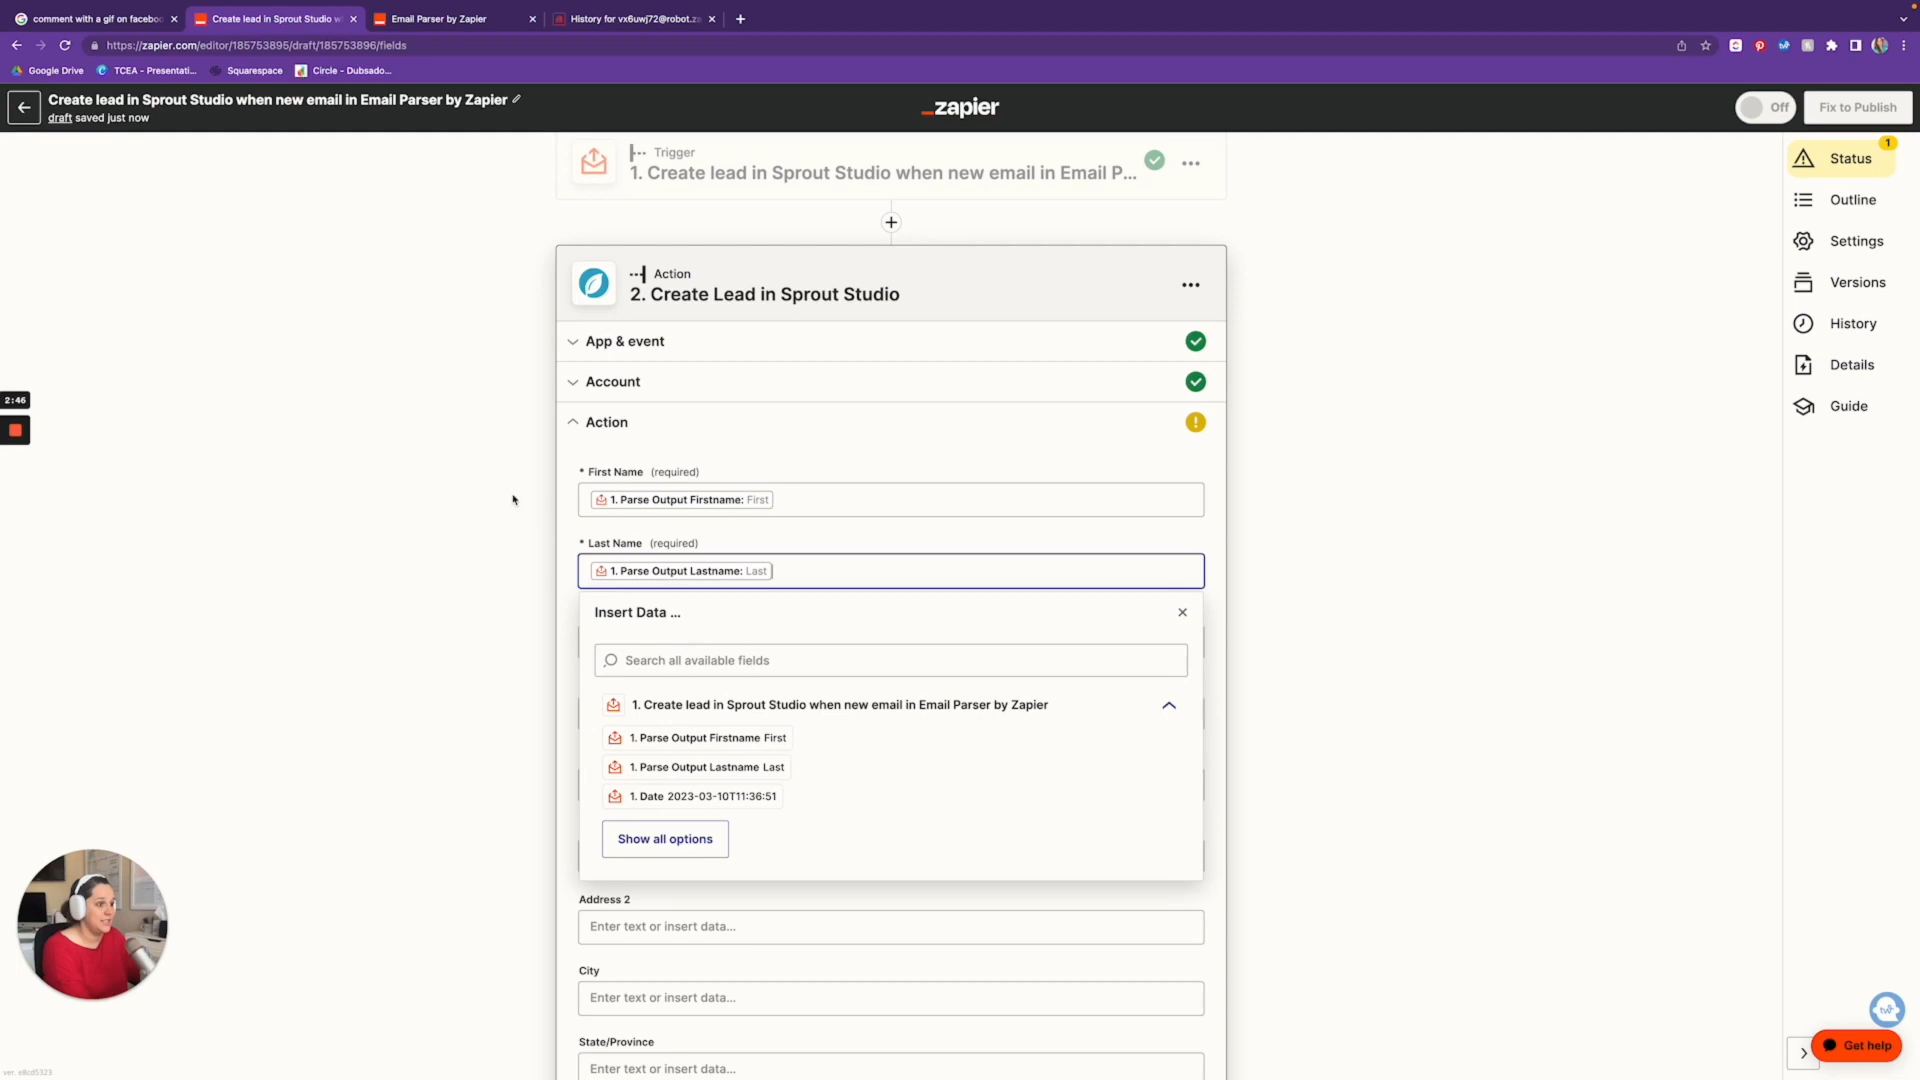 comment with a gif on faceboo
Create lead in Sprout Studio w
Email Parser by Zapier
History for vx6uwj72@robot.za
https://zapier.com/editor/185753895/draft/185753896/fields
Google Drive
TCEA - Presentati...
Squarespace
Circle - Dubsado...
Create lead in Sprout Studio when new email in Email Parser by Zapier
draft saved just now
zapier
Off
Fix to Publish
Trigger
1. Create lead in Sprout Studio when new email in Email P...
Status
1
Outline
Settings
Versions
History
Details
Guide
Action
2. Create Lead in Sprout Studio
App & event
Account
Action
2:46
* First Name (required)
1. Parse Output Firstname: First
* Last Name (required)
1. Parse Output Lastname: Last
Insert Data ...
Search all available fields
1. Create lead in Sprout Studio when new email in Email Parser by Zapier
1. Parse Output Firstname First
1. Parse Output Lastname Last
1. Date 2023-03-10T11:36:51
Show all options
Address 2
Enter text or insert data...
City
Enter text or insert data...
State/Province
Enter text or insert data...
Get help
ver. e8cd5323